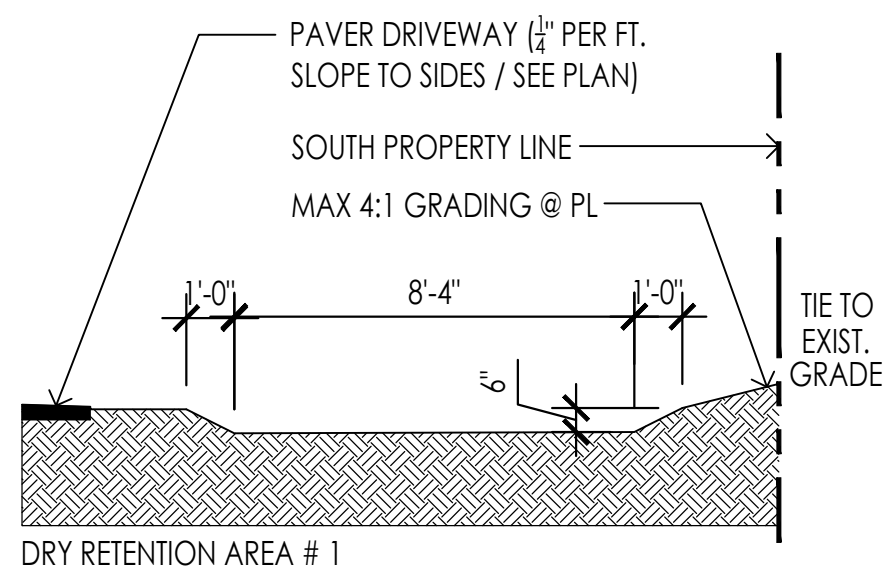 PAVER DRIVEWAY (1/4" PER FT.
SLOPE TO SIDES / SEE PLAN)
SOUTH PROPERTY LINE
MAX 4:1 GRADING @ PL
1'-0"
8'-4"
1'-0"
6"
TIE TO
EXIST.
GRADE
DRY RETENTION AREA # 1